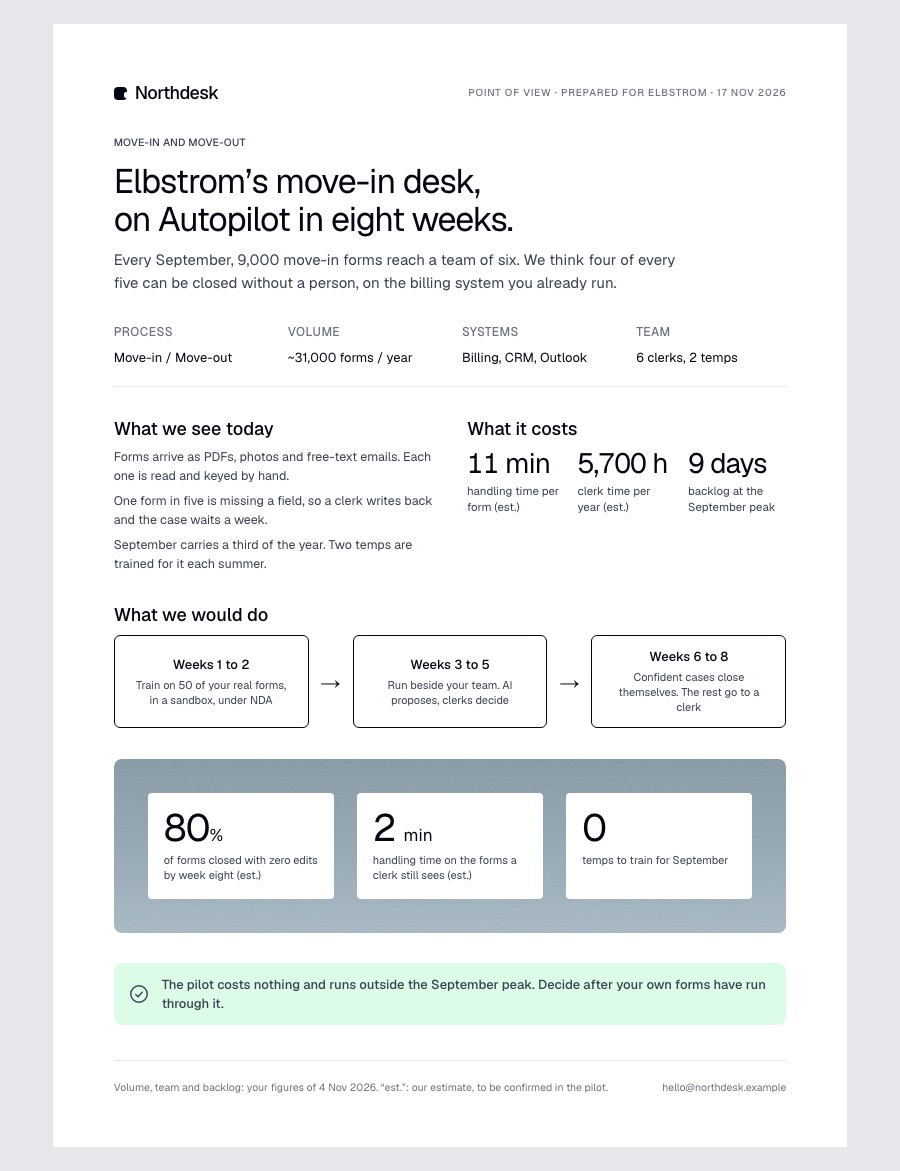 Northdesk
POINT OF VIEW · PREPARED FOR ELBSTROM · 17 NOV 2026
MOVE-IN AND MOVE-OUT
Elbstrom’s move-in desk,
on Autopilot in eight weeks.
Every September, 9,000 move-in forms reach a team of six. We think four of every
five can be closed without a person, on the billing system you already run.
PROCESS
Move-in / Move-out
VOLUME
~31,000 forms / year
SYSTEMS
Billing, CRM, Outlook
TEAM
6 clerks, 2 temps
What we see today
Forms arrive as PDFs, photos and free-text emails. Each
one is read and keyed by hand.
One form in five is missing a field, so a clerk writes back
and the case waits a week.
September carries a third of the year. Two temps are
trained for it each summer.
What it costs
11 min
handling time per
form (est.)
5,700 h
clerk time per
year (est.)
9 days
backlog at the
September peak
What we would do
Weeks 1 to 2
Train on 50 of your real forms,
in a sandbox, under NDA
→
Weeks 3 to 5
Run beside your team. AI
proposes, clerks decide
→
Weeks 6 to 8
Confident cases close
themselves. The rest go to a
clerk
80%
of forms closed with zero edits
by week eight (est.)
2 min
handling time on the forms a
clerk still sees (est.)
0
temps to train for September
The pilot costs nothing and runs outside the September peak. Decide after your own forms have run
through it.
Volume, team and backlog: your figures of 4 Nov 2026. “est.”: our estimate, to be confirmed in the pilot.
hello@northdesk.example